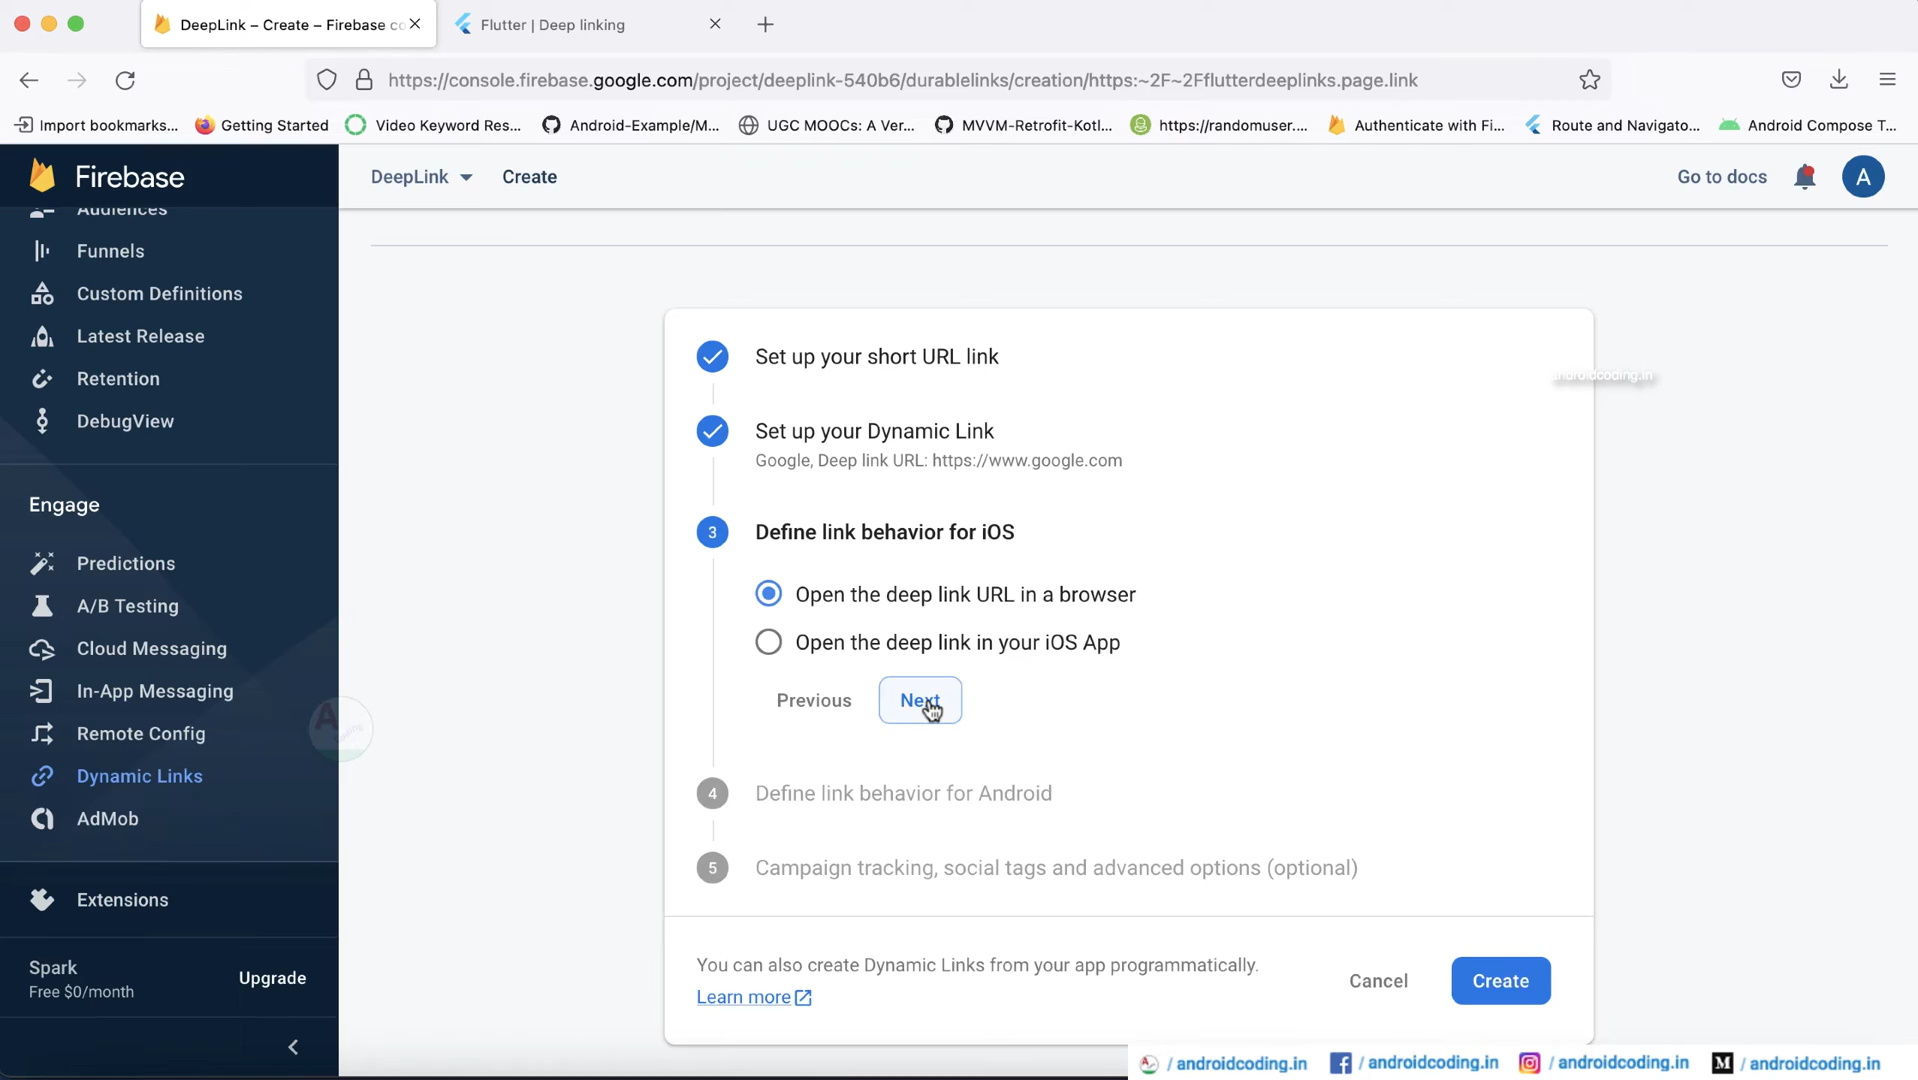 DeepLink – Create – Firebase co
Flutter | Deep linking
https://console.firebase.google.com/project/deeplink-540b6/durablelinks/creation/https:~2F~2Fflutterdeeplinks.page.link
Import bookmarks...
Getting Started
Video Keyword Res...
Android-Example/M...
UGC MOOCs: A Ver...
MVVM-Retrofit-Kotl...
https://randomuser....
Authenticate with Fi...
Route and Navigato...
Android Compose T...
Firebase
DeepLink
Create
Go to docs
A
Audiences
Funnels
Custom Definitions
Latest Release
Retention
DebugView
Engage
Predictions
A/B Testing
Cloud Messaging
In-App Messaging
Remote Config
Dynamic Links
AdMob
Extensions
Spark
Free $0/month
Upgrade
Set up your short URL link
androidcoding.in
Set up your Dynamic Link
Google, Deep link URL: https://www.google.com
3 Define link behavior for iOS
Open the deep link URL in a browser
Open the deep link in your iOS App
Previous
Next
4 Define link behavior for Android
5 Campaign tracking, social tags and advanced options (optional)
You can also create Dynamic Links from your app programmatically.
Learn more
Cancel
Create
/ androidcoding.in
/ androidcoding.in
/ androidcoding.in
/ androidcoding.in